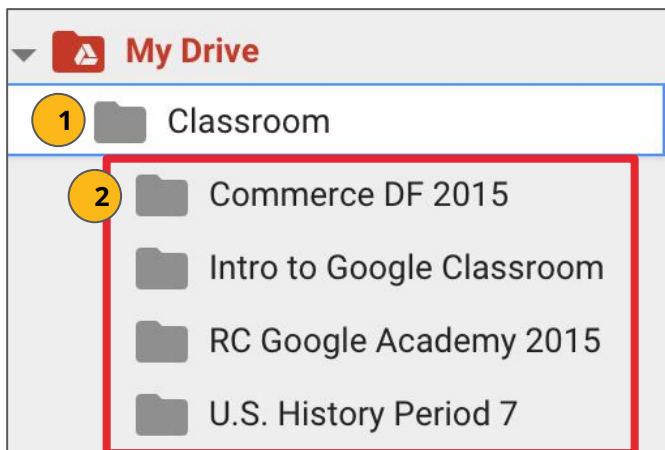 My Drive
1 Classroom
2 Commerce DF 2015
Intro to Google Classroom
RC Google Academy 2015
U.S. History Period 7